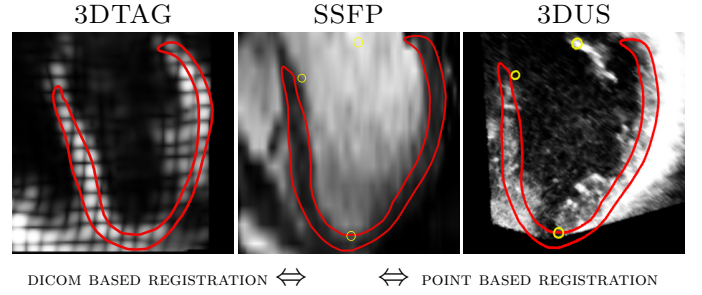 3DTAG SSFP 3DUS
DICOM BASED REGISTRATION ⇔ ⇔ POINT BASED REGISTRATION